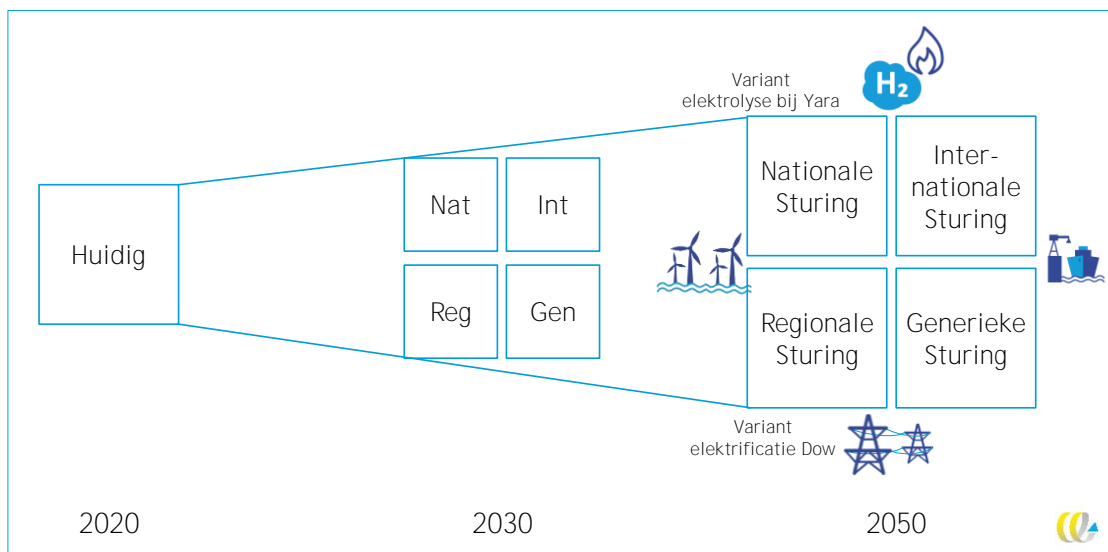 Variant
elektrolyse bij Yara
H2
Huidig
Nat
Int
Reg
Gen
Nationale
Sturing
Inter-
nationale
Sturing
Regionale
Sturing
Generieke
Sturing
Variant
elektrificatie Dow
2020
2030
2050